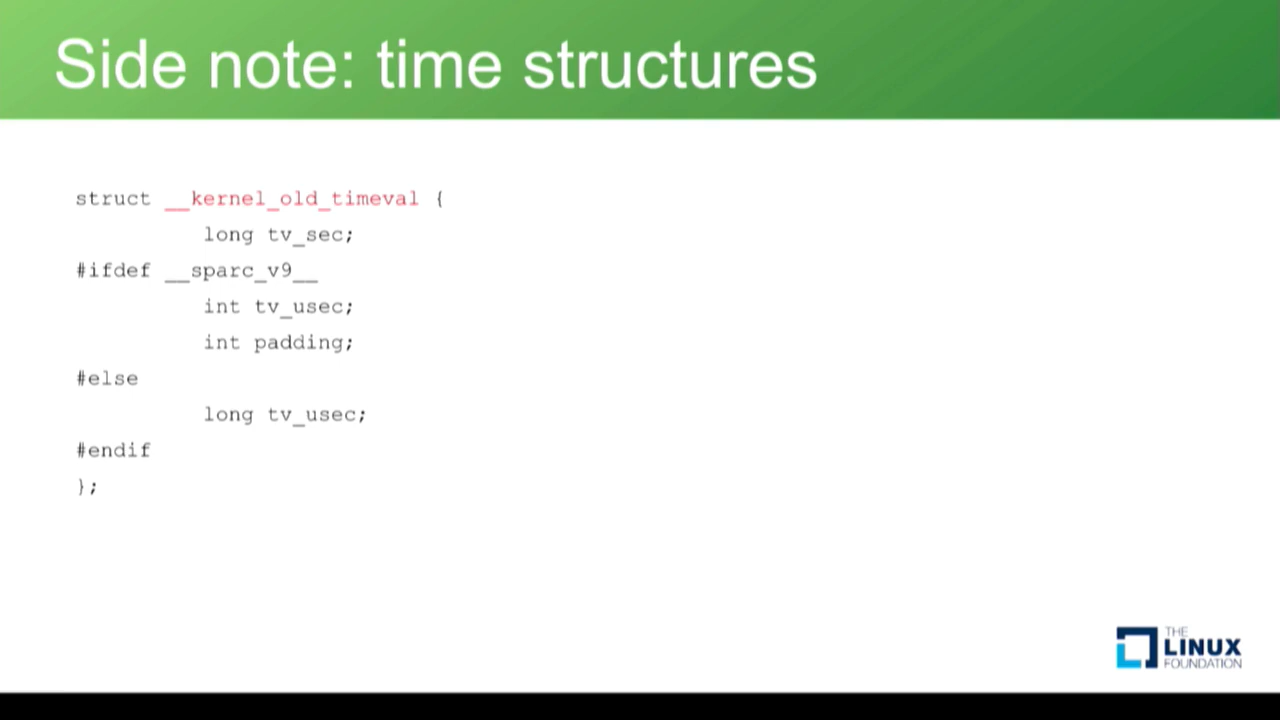 Side note: time structures
struct __kernel_old_timeval {
long tv_sec;
#ifdef __sparc_v9__
int tv_usec;
int padding;
#else
long tv_usec;
#endif
};
THE
LINUX
FOUNDATION